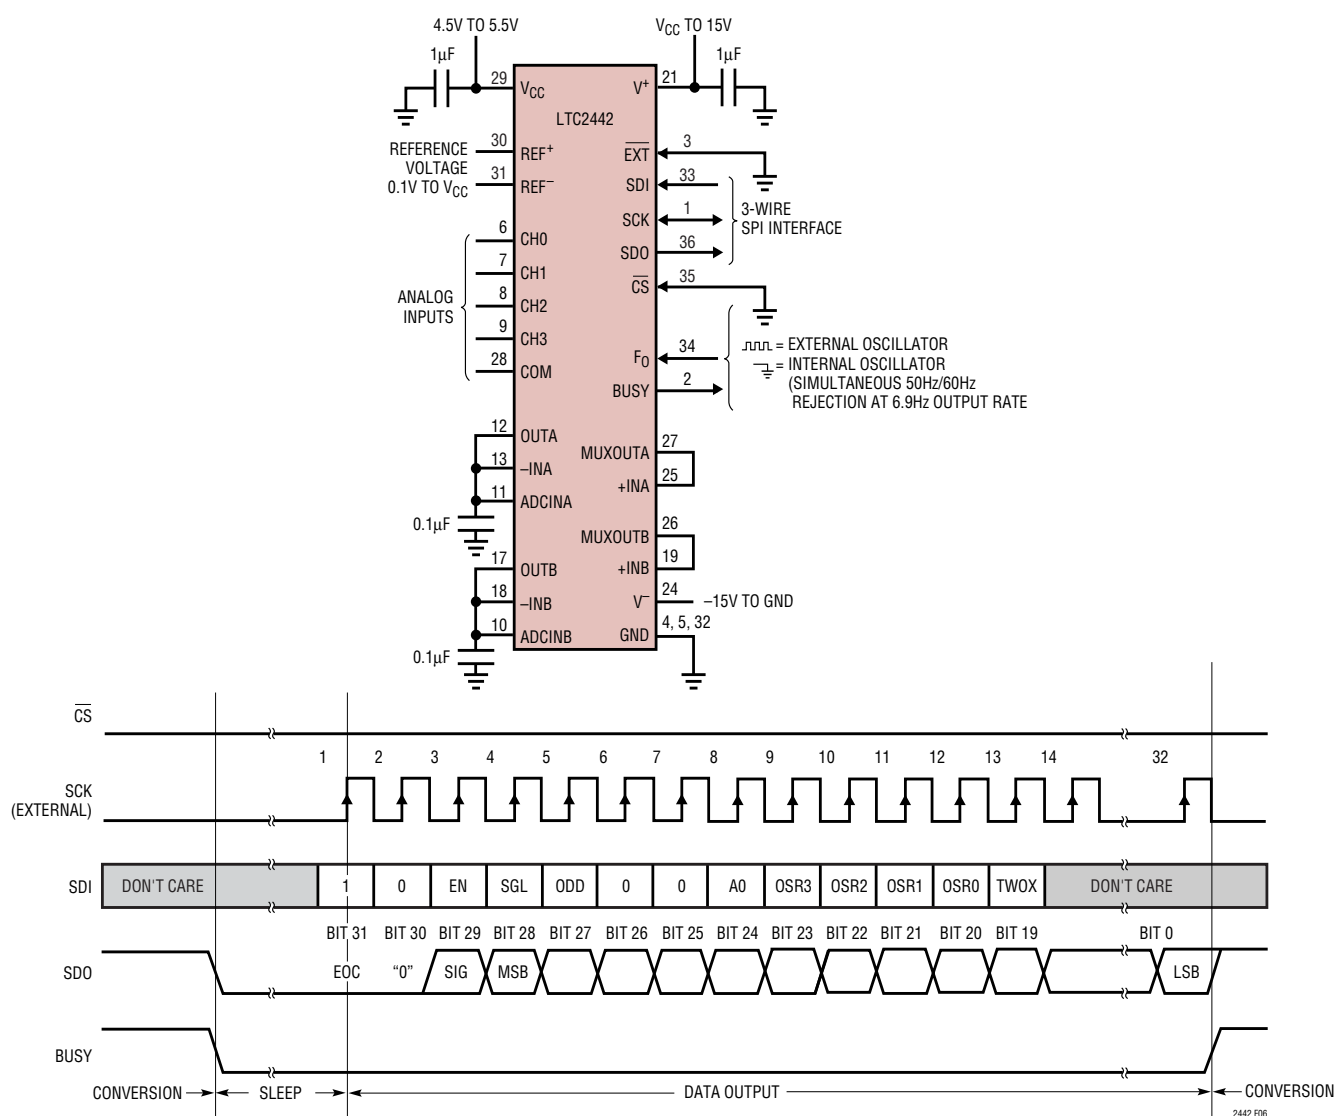 4.5V TO 5.5V
VCC TO 15V
1µF
1µF
29
VCC
V+
21
LTC2442
REFERENCE
VOLTAGE
0.1V TO VCC
30
REF+
31
REF–
EXT
3
SDI
33
SCK
1
SDO
36
3-WIRE
SPI INTERFACE
CS
35
ANALOG
INPUTS
6
CH0
7
CH1
8
CH2
9
CH3
28
COM
FO
34
BUSY
2
= EXTERNAL OSCILLATOR
= INTERNAL OSCILLATOR
(SIMULTANEOUS 50Hz/60Hz
REJECTION AT 6.9Hz OUTPUT RATE
12
OUTA
13
–INA
11
ADCINA
0.1µF
MUXOUTA
27
+INA
25
MUXOUTB
26
+INB
19
17
OUTB
18
–INB
10
ADCINB
0.1µF
V–
24
–15V TO GND
GND
4, 5, 32
CS
1 2 3 4 5 6 7 8 9 10 11 12 13 14 32
SCK
(EXTERNAL)
SDI DON'T CARE 1 0 EN SGL ODD 0 0 A0 OSR3 OSR2 OSR1 OSR0 TWOX DON'T CARE
BIT 31 BIT 30 BIT 29 BIT 28 BIT 27 BIT 26 BIT 25 BIT 24 BIT 23 BIT 22 BIT 21 BIT 20 BIT 19 BIT 0
SDO EOC “0” SIG MSB LSB
BUSY
CONVERSION SLEEP DATA OUTPUT CONVERSION
2442 F06